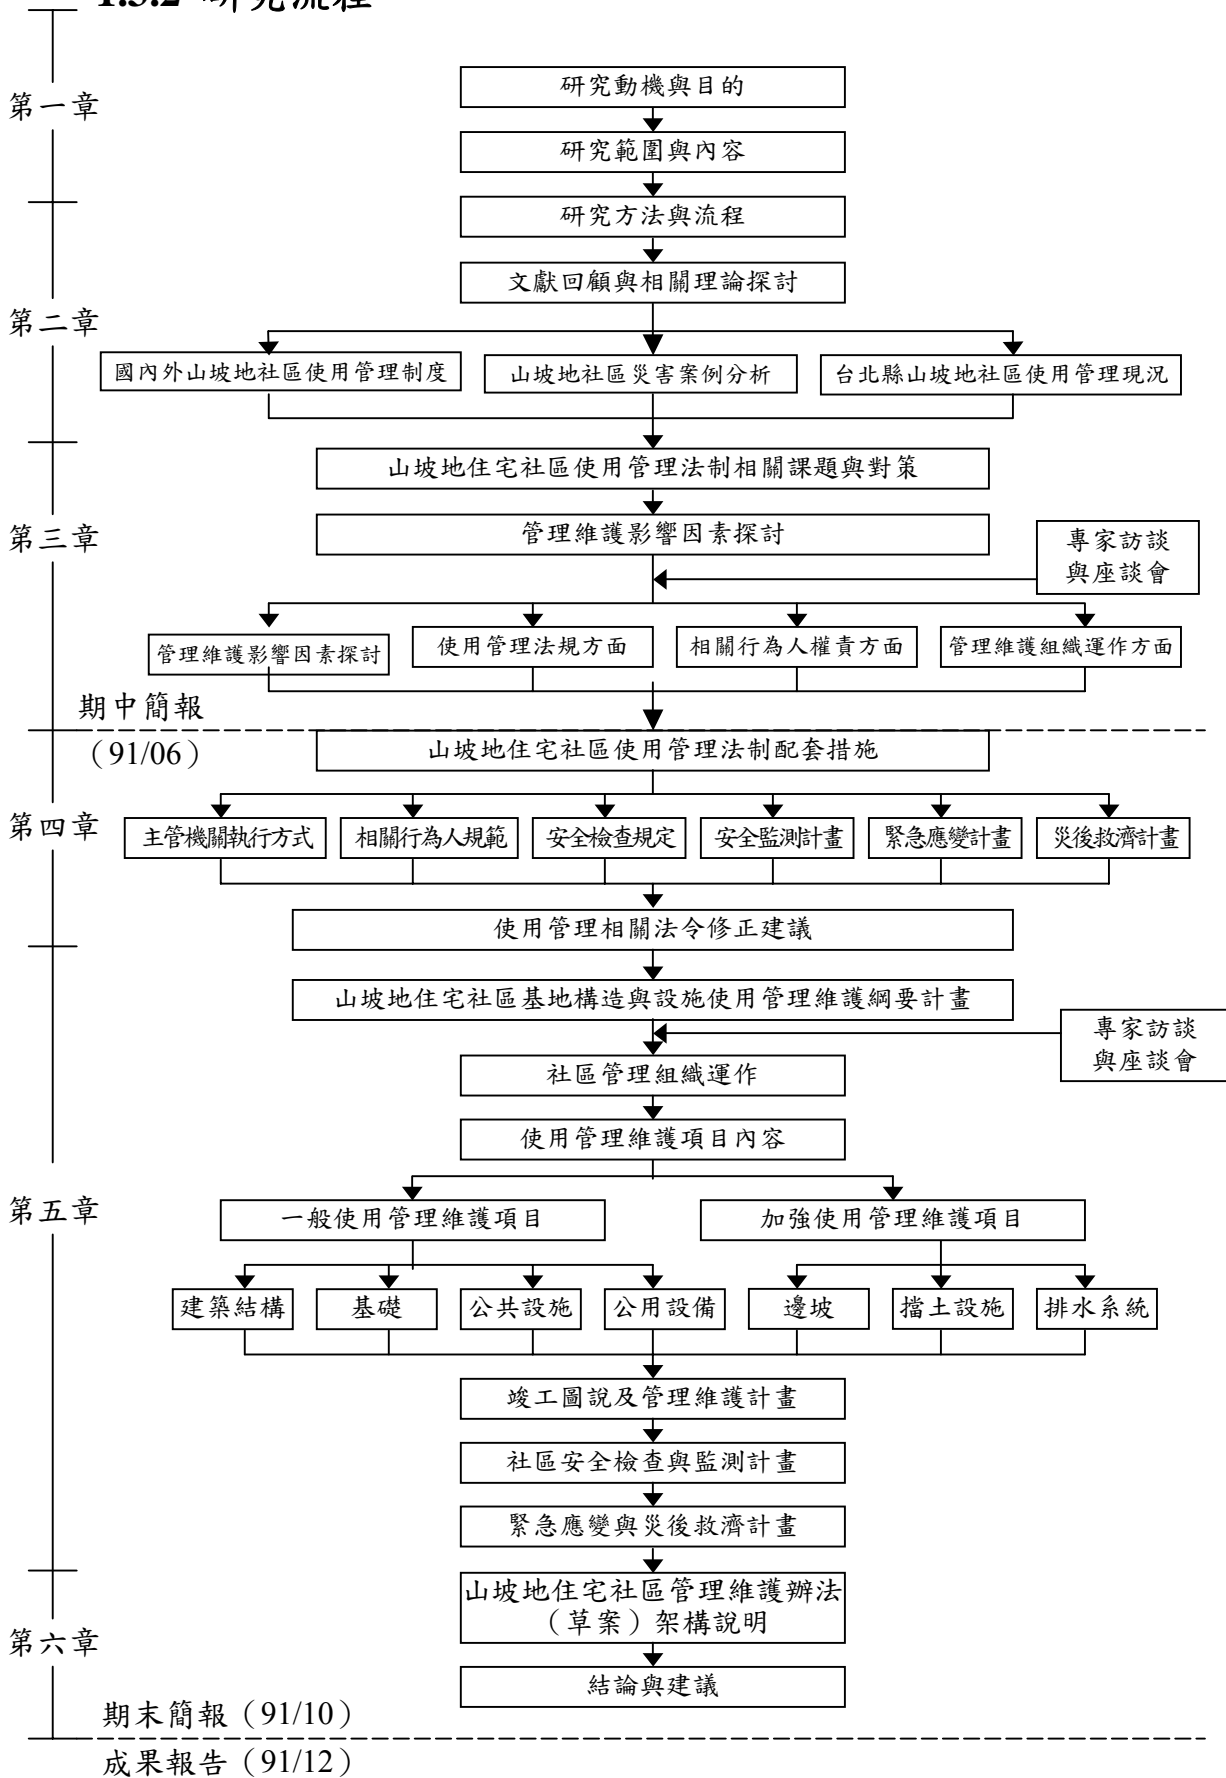 1.3.2 研究流程
研究動機與目的
第一章
研究範圍與內容
研究方法與流程
文獻回顧與相關理論探討
第二章
國內外山坡地社區使用管理制度
山坡地社區災害案例分析
台北縣山坡地社區使用管理現況
山坡地住宅社區使用管理法制相關課題與對策
第三章
管理維護影響因素探討
專家訪談
與座談會
管理維護影響因素探討
使用管理法規方面
相關行為人權責方面
管理維護組織運作方面
期中簡報
（91/06）
山坡地住宅社區使用管理法制配套措施
第四章
主管機關執行方式
相關行為人規範
安全檢查規定
安全監測計畫
緊急應變計畫
災後救濟計畫
使用管理相關法令修正建議
山坡地住宅社區基地構造與設施使用管理維護綱要計畫
專家訪談
與座談會
社區管理組織運作
使用管理維護項目內容
第五章
一般使用管理維護項目
加強使用管理維護項目
建築結構
基礎
公共設施
公用設備
邊坡
擋土設施
排水系統
竣工圖說及管理維護計畫
社區安全檢查與監測計畫
緊急應變與災後救濟計畫
山坡地住宅社區管理維護辦法
（草案）架構說明
第六章
結論與建議
期末簡報（91/10）
成果報告（91/12）